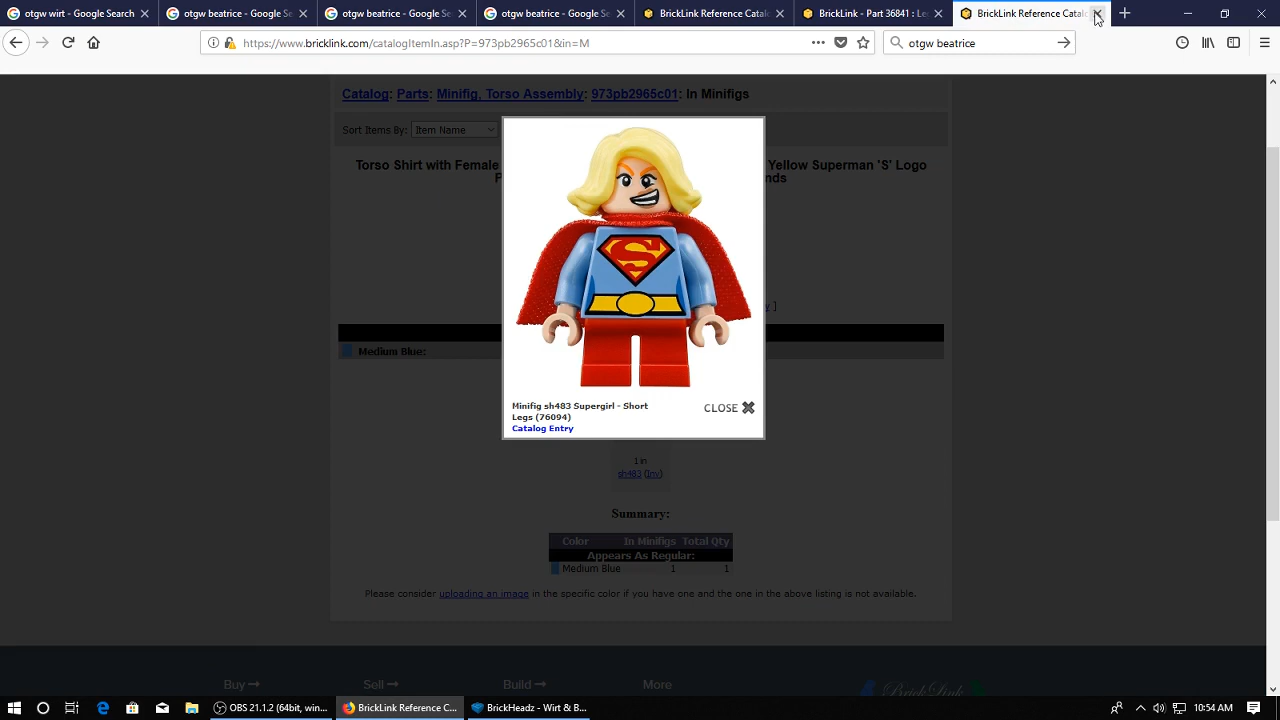 otgw wirt - Google Search
otgw beatrice - Google Se
otgw beatrice - Google Se
otgw beatrice - Google Se
BrickLink Reference Catalo
BrickLink - Part 36841 : Le
BrickLink Reference Catalo
https://www.bricklink.com/catalogItemIn.asp?P=973pb2965c01&in=M
otgw beatrice
Catalog: Parts: Minifig, Torso Assembly: 973pb2965c01: In Minifigs
Sort Items By: Item Name
Torso Shirt with Female
Yellow Superman 'S' Logo
P
nds
S
y ]
Medium Blue:
Minifig sh483 Supergirl - Short
Legs (76094)
Catalog Entry
CLOSE
1 in
sh483 (Inv)
Summary:
Color In Minifigs Total Qty
Appears As Regular:
Medium Blue 1 1
Please consider uploading an image in the specific color if you have one and the one in the above listing is not available.
Buy
Sell
Build
More
BrickLink
OBS 21.1.2 (64bit, win...
BrickLink Reference C...
BrickHeadz - Wirt & B...
10:54 AM